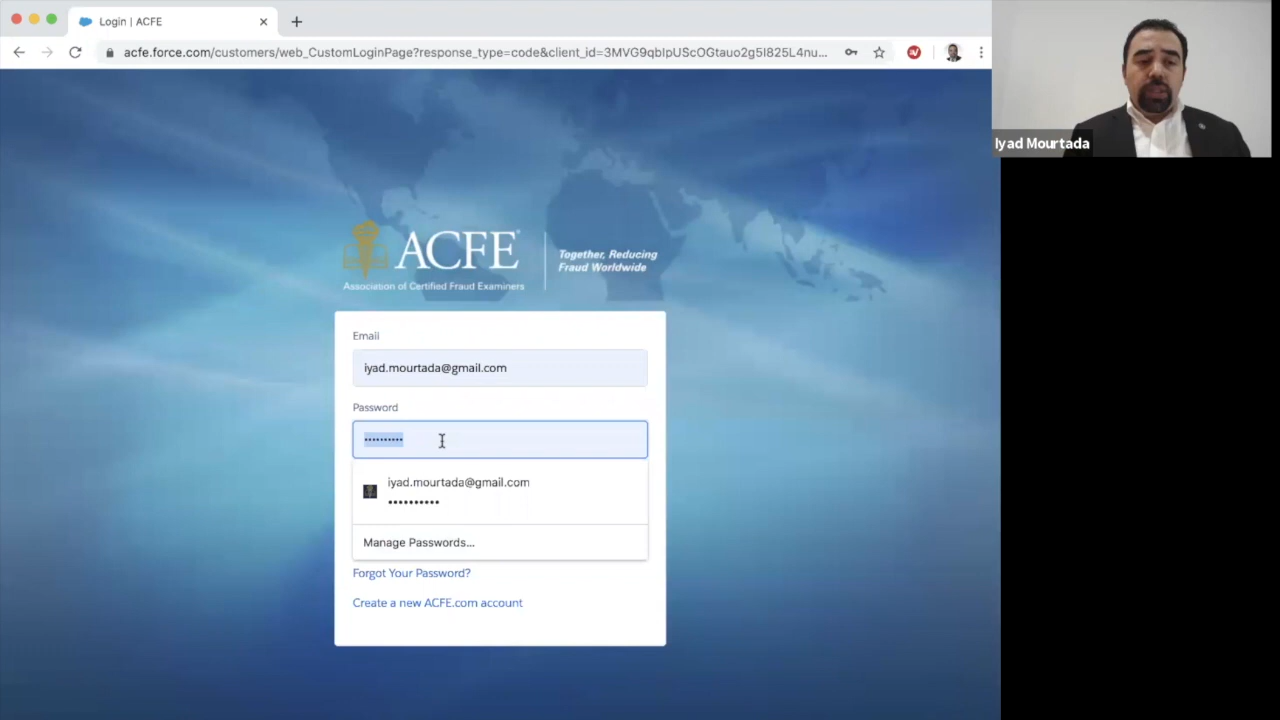 Login | ACFE
acfe.force.com/customers/web_CustomLoginPage?response_type=code&client_id=3MVG9qbIpUScOGtauo2g5I825L4nu...
Iyad Mourtada
ACFE®
Association of Certified Fraud Examiners
Together, Reducing
Fraud Worldwide
Email
iyad.mourtada@gmail.com
Password
••••••••••
iyad.mourtada@gmail.com
••••••••••
Manage Passwords...
Forgot Your Password?
Create a new ACFE.com account